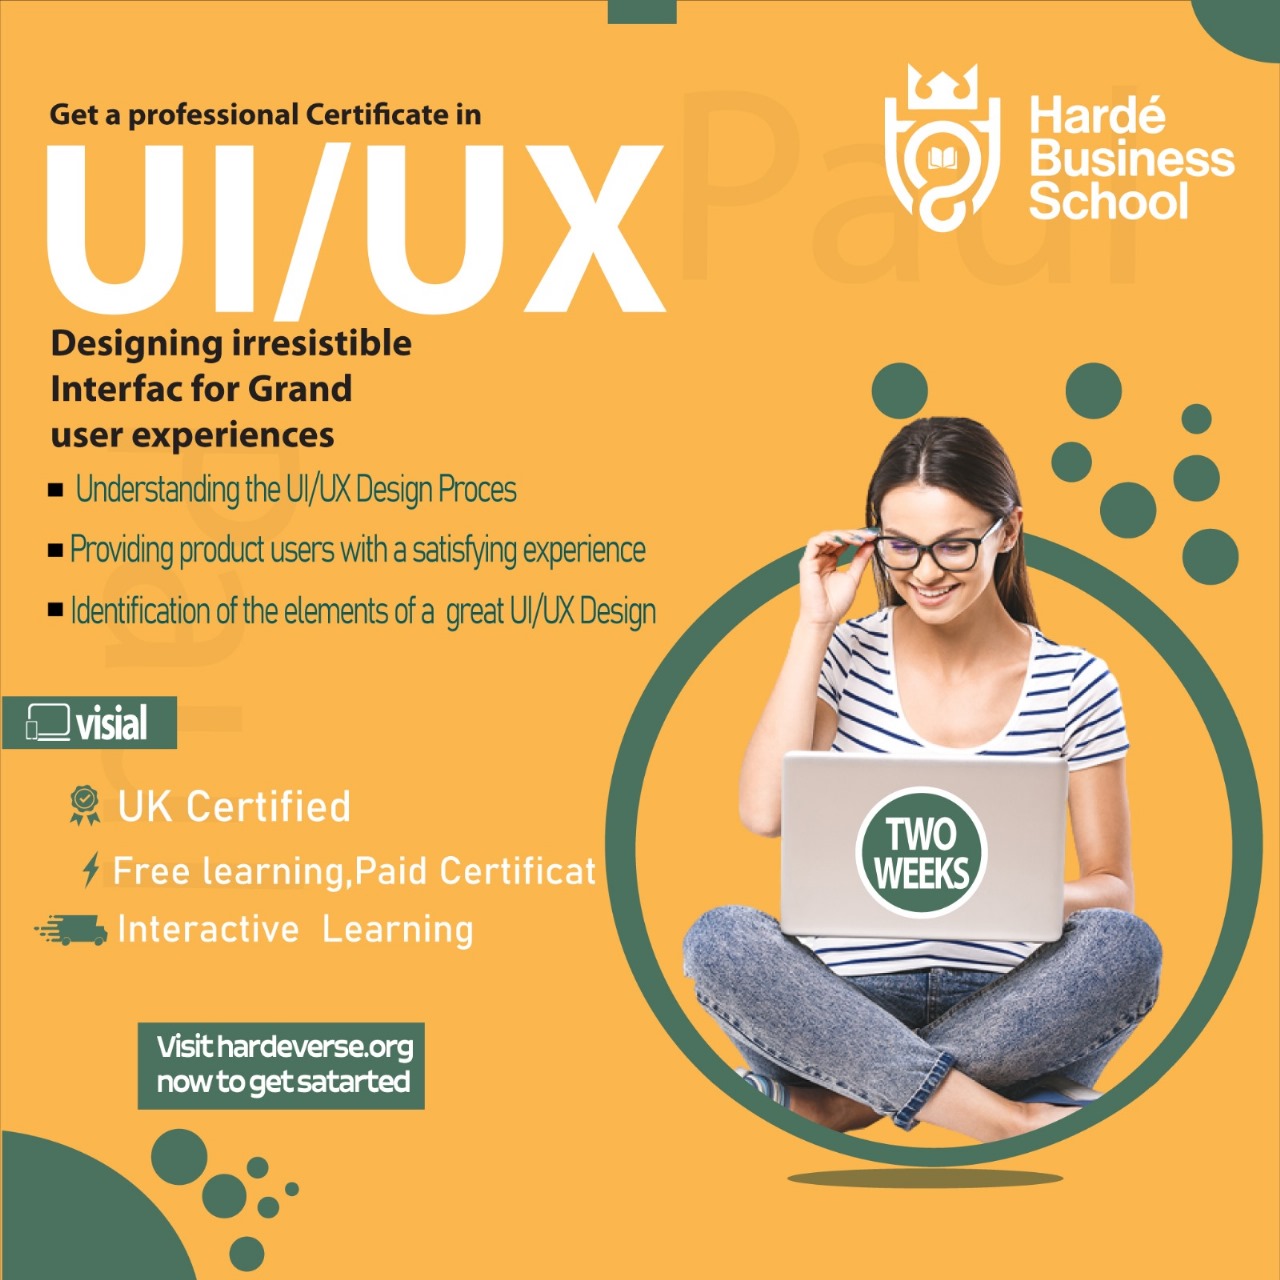 Get a professional Certificate in
UI/UX
Hardé
Business
School
Paul
Designing irresistible
Interfac for Grand
user experiences
Understanding the UI/UX Design Proces
Providing product users with a satisfying experience
Identification of the elements of a great UI/UX Design
Paul
visial
UK Certified
Free learning,Paid Certificat
Interactive Learning
TWO
WEEKS
Visit hardeverse.org
now to get satarted